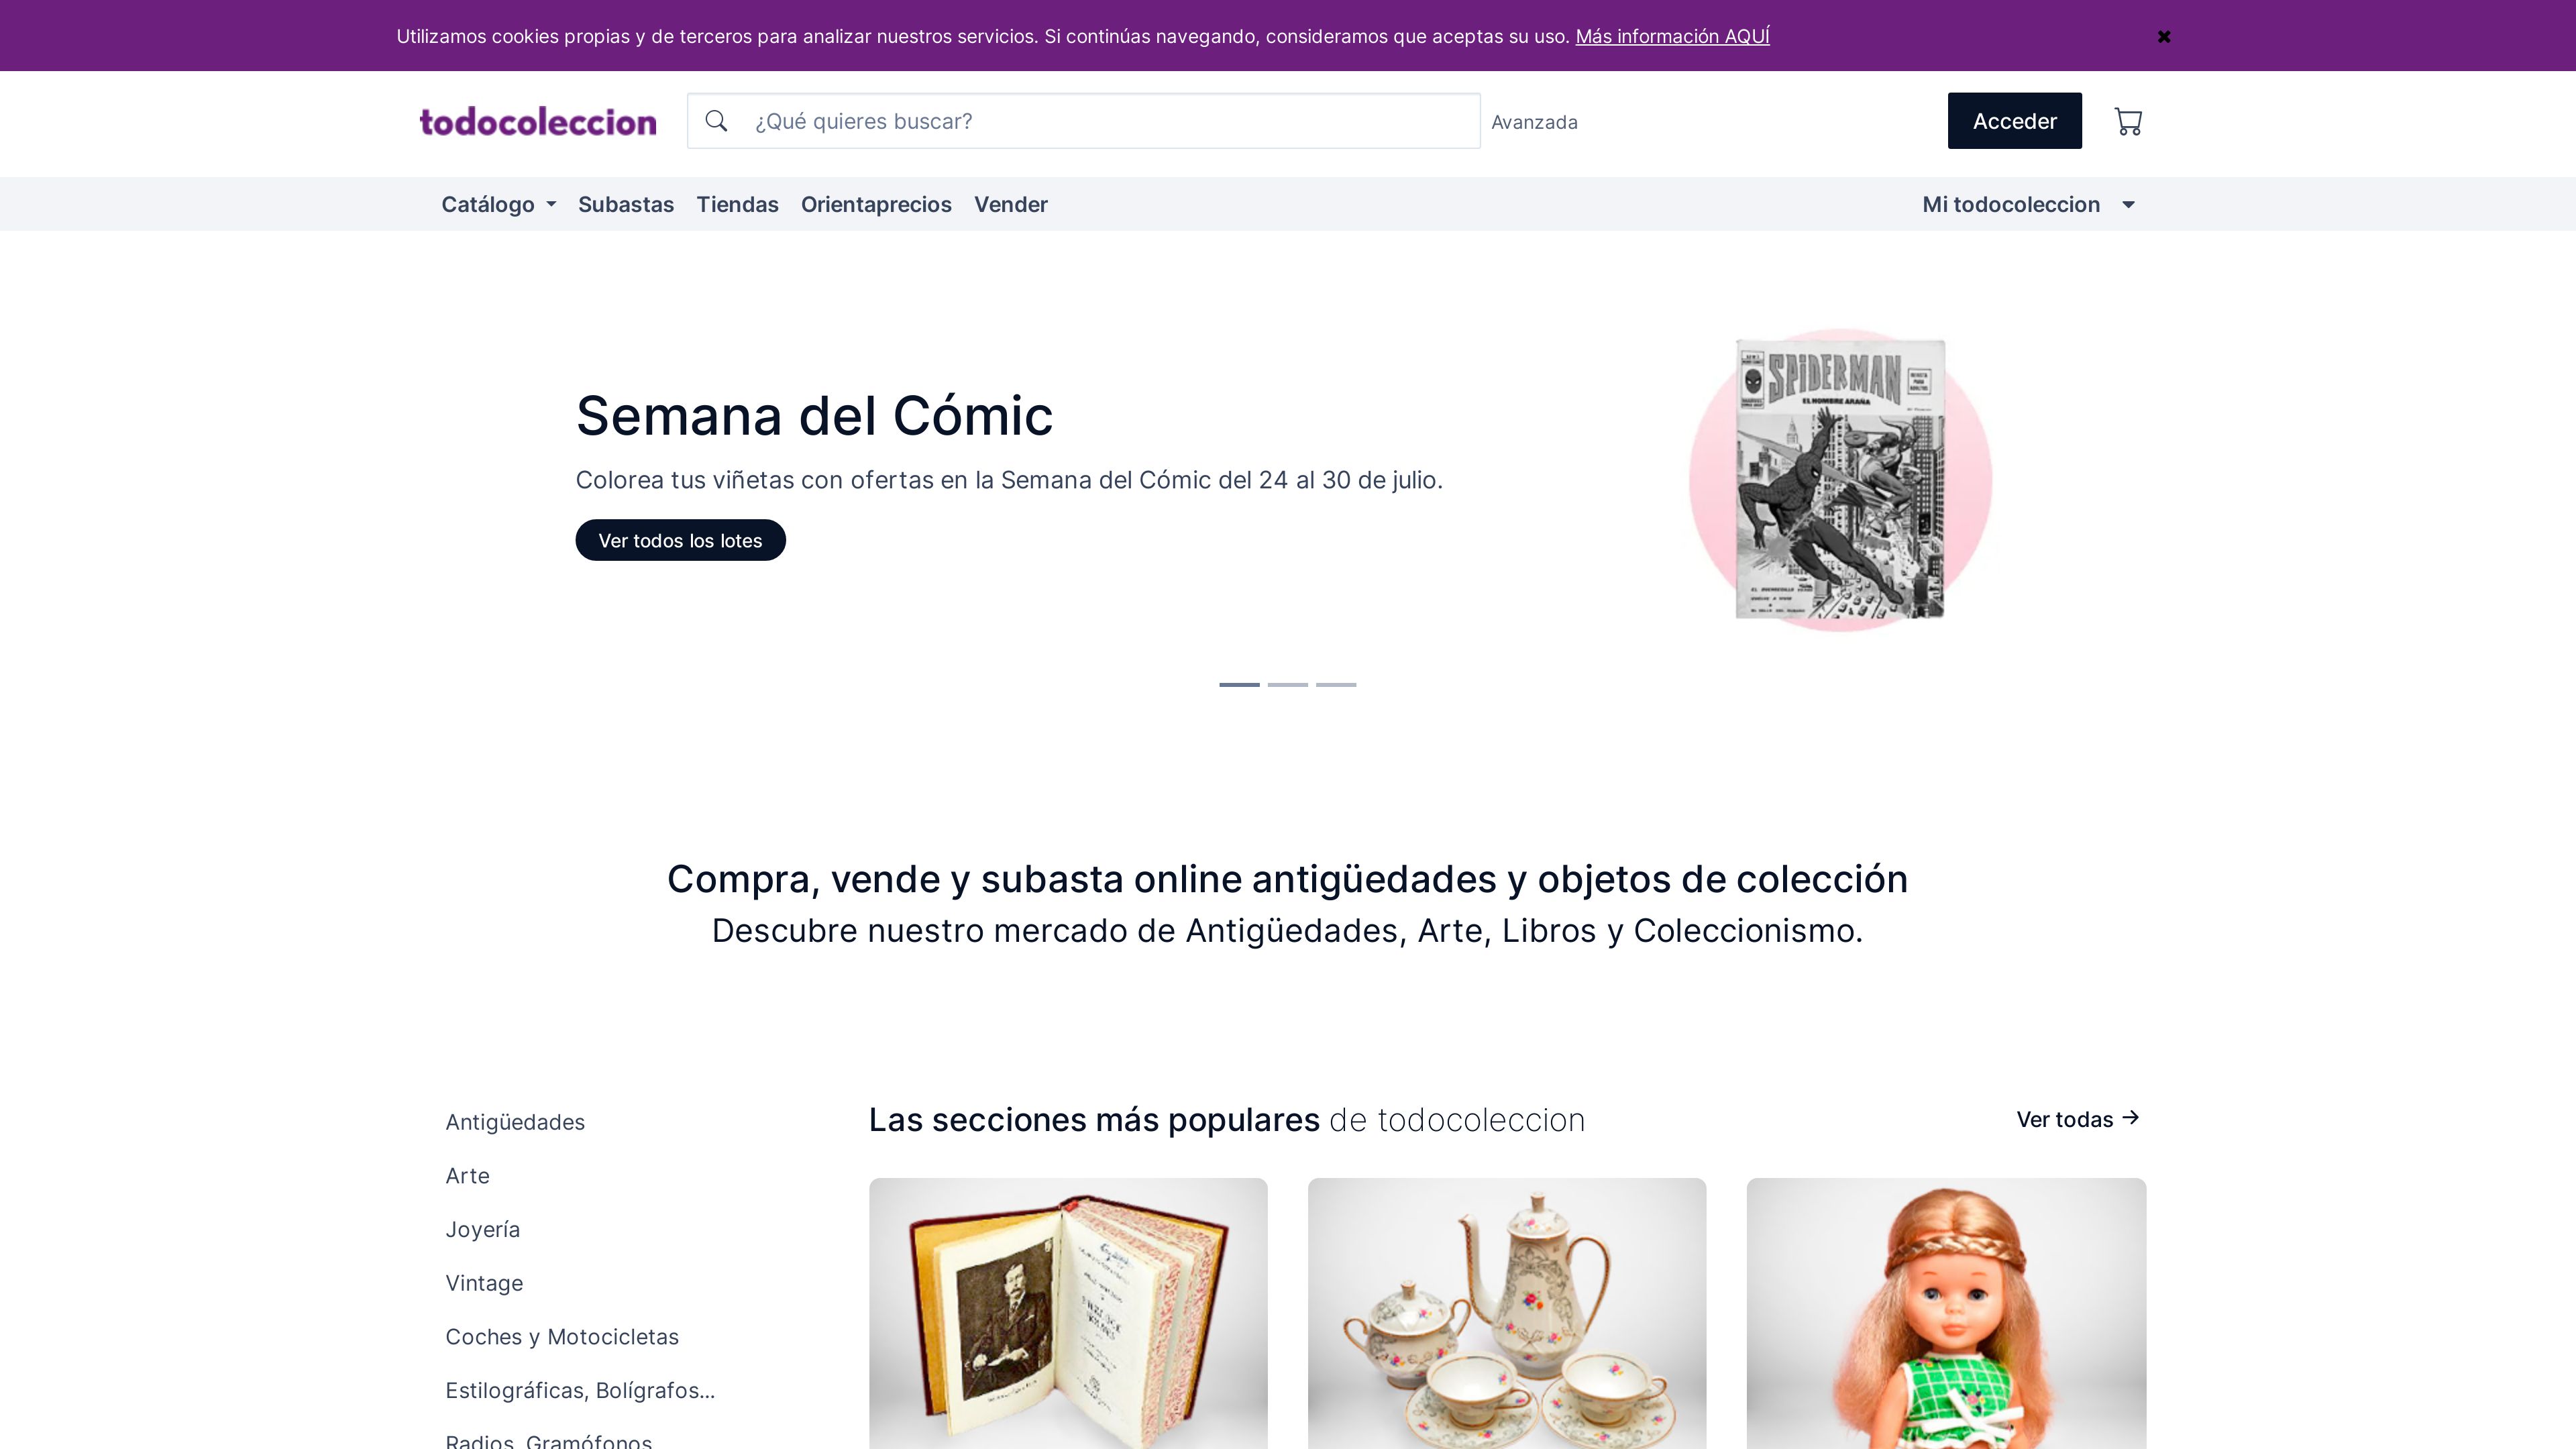 Utilizamos cookies propias y de terceros para analizar nuestros servicios. Si continúas navegando, consideramos que aceptas su uso. Más información AQUÍ
todocoleccion
¿Qué quieres buscar?
Avanzada
Acceder
Catálogo
Subastas
Tiendas
Orientaprecios
Vender
Mi todocoleccion
Semana del Cómic
Colorea tus viñetas con ofertas en la Semana del Cómic del 24 al 30 de julio.
Ver todos los lotes
SPIDERMAN
EL HOMBRE ARAÑA
Compra, vende y subasta online antigüedades y objetos de colección
Descubre nuestro mercado de Antigüedades, Arte, Libros y Coleccionismo.
Antigüedades
Arte
Joyería
Vintage
Coches y Motocicletas
Estilográficas, Bolígrafos...
Radios, Gramófonos
Las secciones más populares de todocoleccion
Ver todas